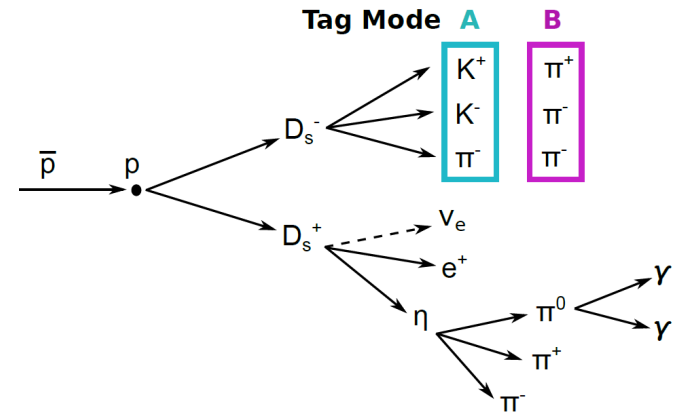 Tag Mode A B
K⁺ π⁺
p̅ p D_s⁻ K⁻ π⁻
π⁻ π⁻
ν_e
D_s⁺ e⁺
γ
η π⁰
γ
π⁺
π⁻